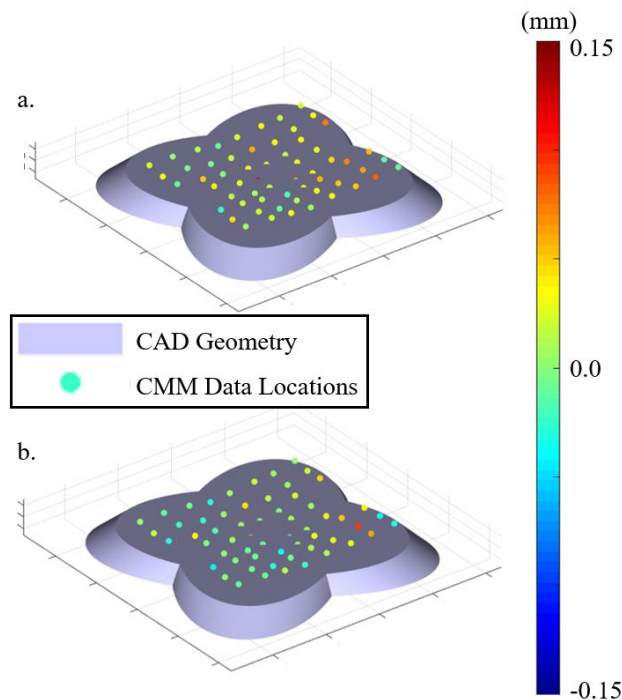 (mm)
0.15
a.
CAD Geometry
CMM Data Locations
0.0
b.
-0.15